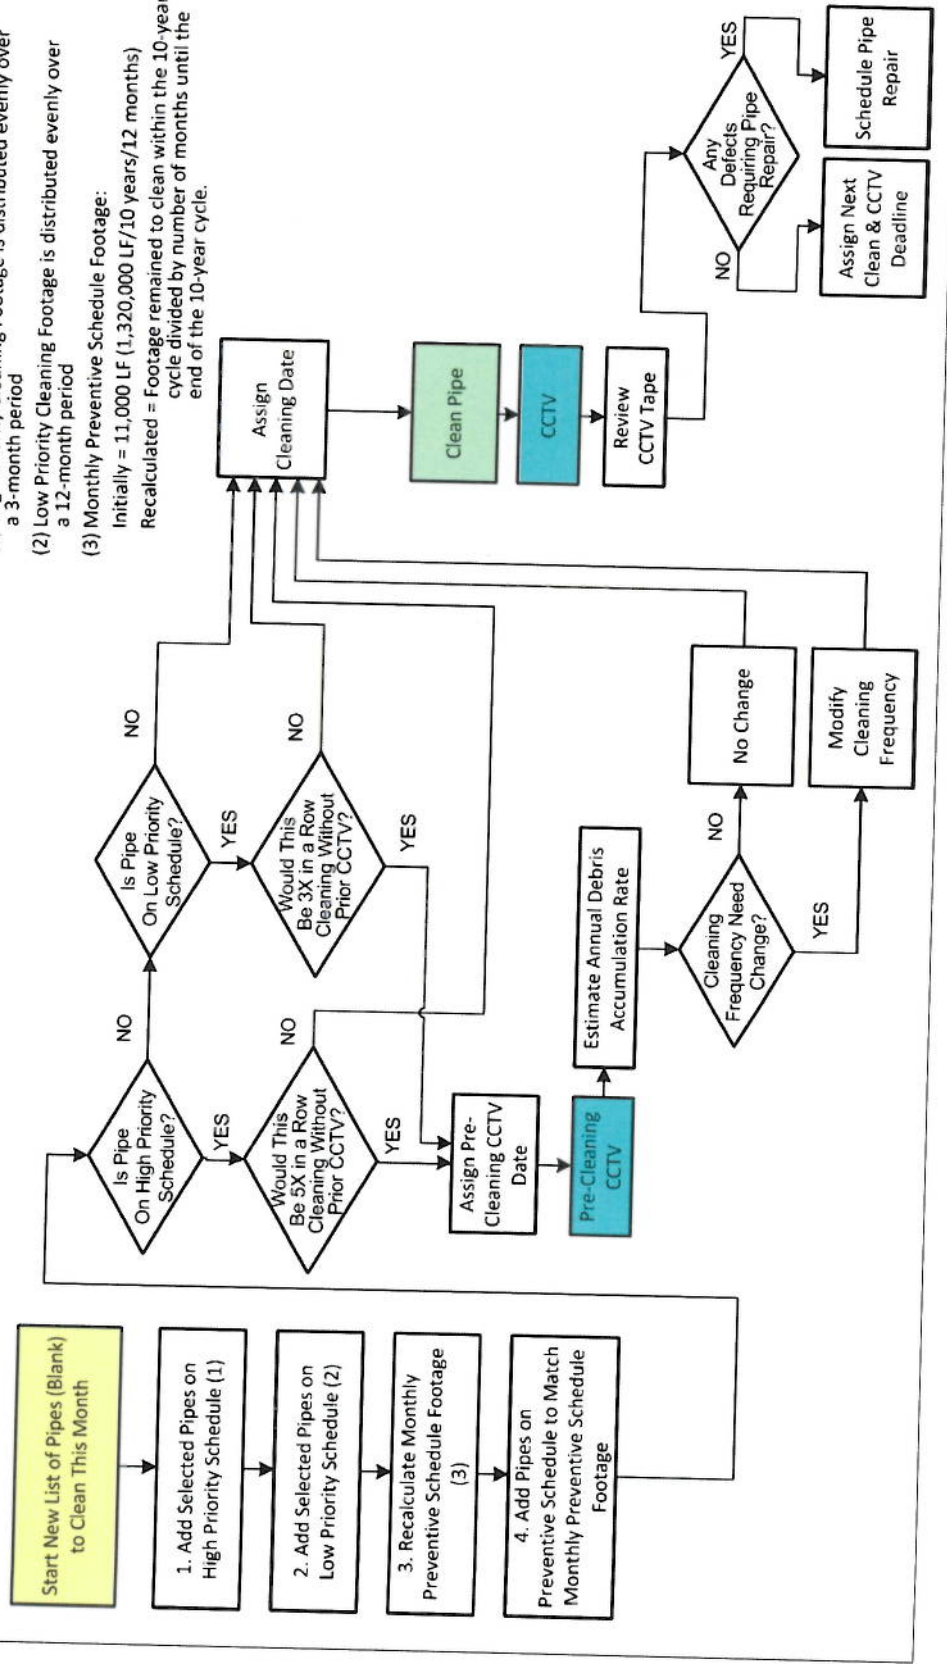 a 3-month period
(2) Low Priority Cleaning Footage is distributed evenly over
a 12-month period
(3) Monthly Preventive Schedule Footage:
Initially = 11,000 LF (1,320,000 LF/10 years/12 months)
Recalculated = Footage remained to clean within the 10-year
cycle divided by number of months until the
end of the 10-year cycle.
Start New List of Pipes (Blank)
to Clean This Month
1. Add Selected Pipes on
High Priority Schedule (1)
2. Add Selected Pipes on
Low Priority Schedule (2)
3. Recalculate Monthly
Preventive Schedule Footage
(3)
4. Add Pipes on
Preventive Schedule to Match
Monthly Preventive Schedule
Footage
Is Pipe
On High Priority
Schedule?
NO
YES
Would This
Be 5X in a Row
Cleaning Without
Prior CCTV?
NO
YES
Is Pipe
On Low Priority
Schedule?
NO
YES
Would This
Be 3X in a Row
Cleaning Without
Prior CCTV?
NO
YES
Assign Pre-
Cleaning CCTV
Date
Pre-Cleaning
CCTV
Estimate Annual Debris
Accumulation Rate
Cleaning
Frequency Need
Change?
NO
YES
No Change
Modify
Cleaning
Frequency
Assign
Cleaning Date
Clean Pipe
CCTV
Review
CCTV Tape
Any
Defects
Requiring Pipe
Repair?
NO
YES
Assign Next
Clean & CCTV
Deadline
Schedule Pipe
Repair